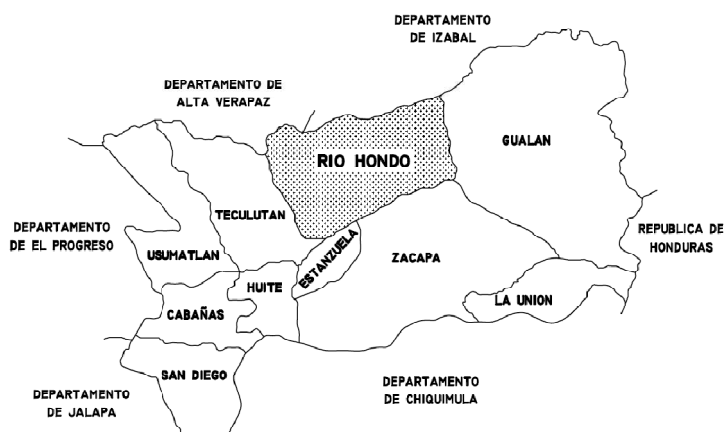 DEPARTAMENTO
DE IZABAL
DEPARTAMENTO DE
ALTA VERAPAZ
GUALAN
RIO HONDO
TECULUTAN
DEPARTAMENTO
DE EL PROGRESO
REPUBLICA DE
HONDURAS
USUMATLAN
ESTANZUELA
ZACAPA
HUITE
LA UNION
CABAÑAS
SAN DIEGO
DEPARTAMENTO
DE JALAPA
DEPARTAMENTO
DE CHIQUIMULA